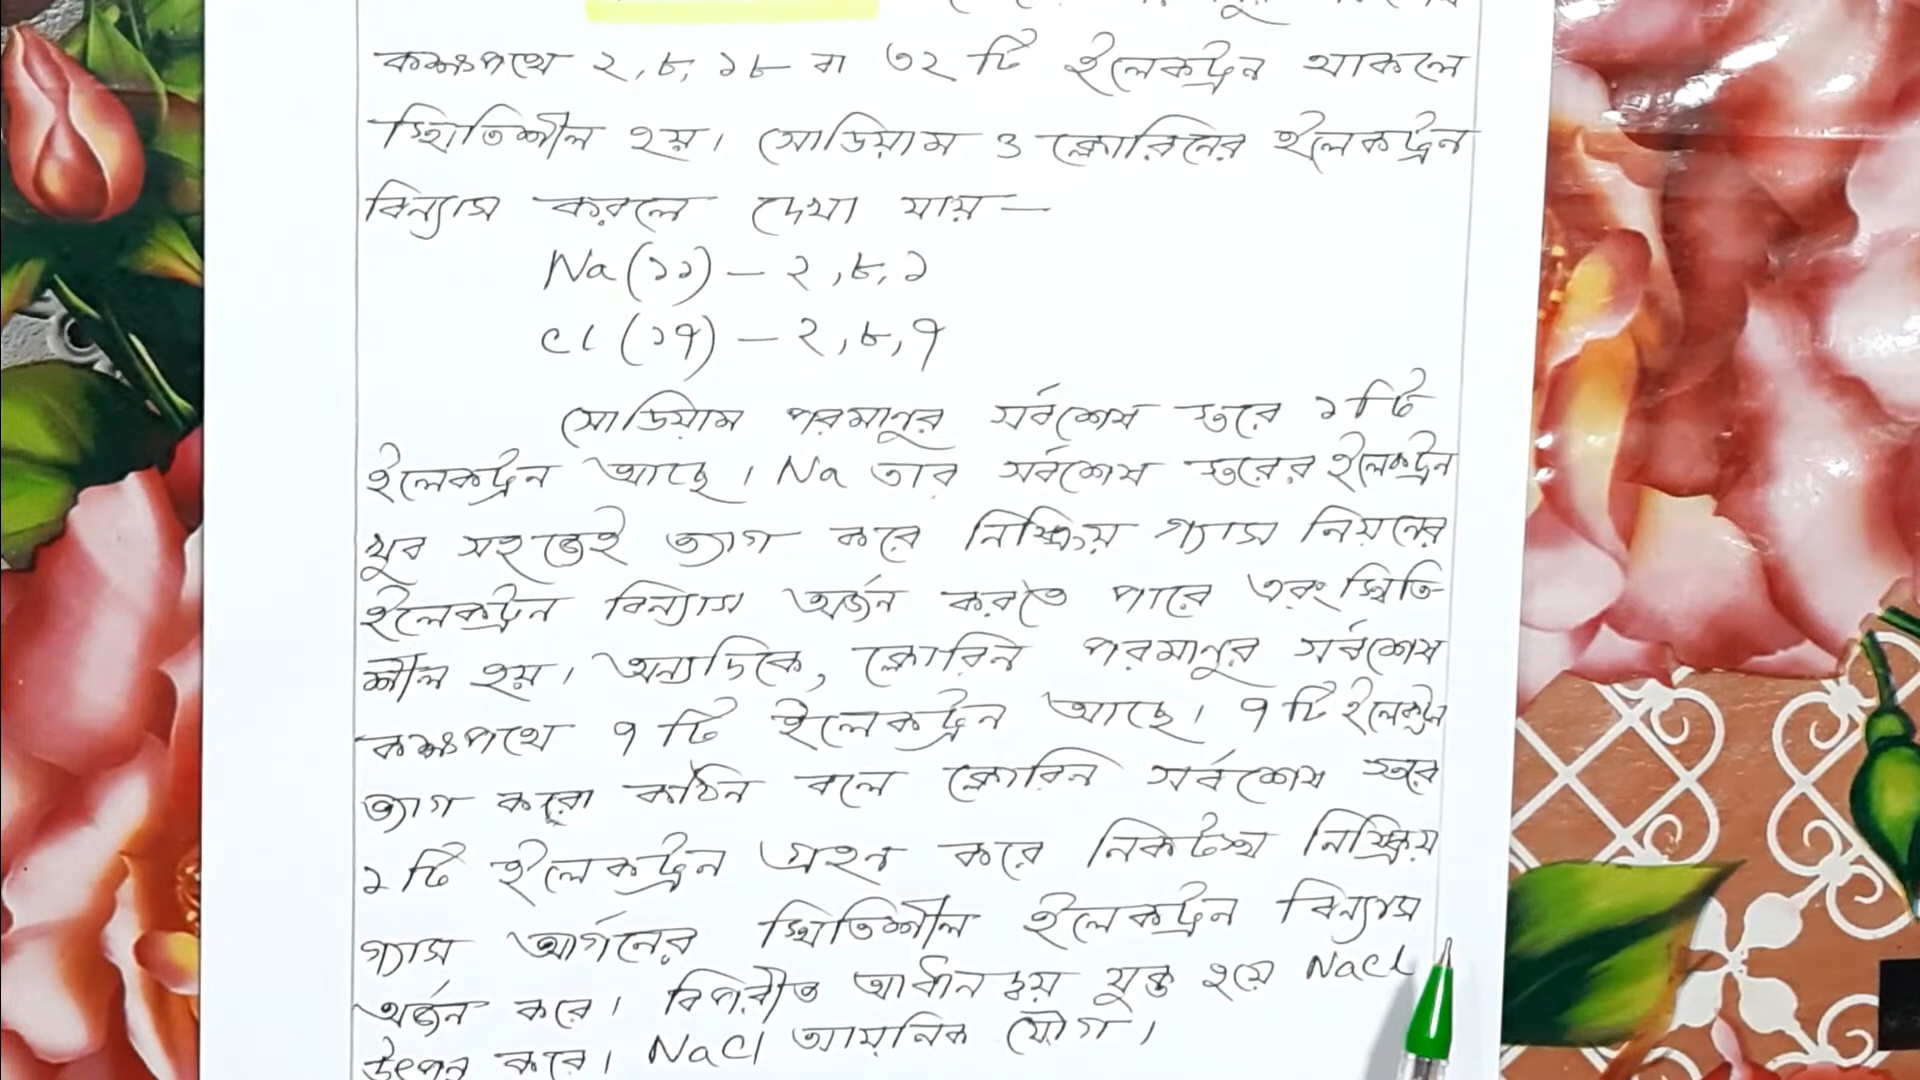 কক্ষপথে ২, ৮, ১৮ বা ৩২ টি ইলেকট্রন থাকলে
স্থিতিশীল হয়। সোডিয়াম ও ক্লোরিনের ইলেকট্রন
বিন্যাস করলে দেখা যায় —
Na (১১) — ২, ৮, ১
Cl (১৭) — ২, ৮, ৭
সোডিয়াম পরমানুর সর্বশেষ স্তরে ১ টি
ইলেকট্রন আছে। Na তার সর্বশেষ স্তরের ইলেকট্রন
খুব সহজেই ত্যাগ করে নিষ্ক্রিয় গ্যাস নিয়নের
ইলেকট্রন বিন্যাস অর্জন করতে পারে এবং স্থিতি-
শীল হয়। অন্যদিকে, ক্লোরিন পরমানুর সর্বশেষ
কক্ষপথে ৭ টি ইলেকট্রন আছে। ৭ টি ইলেকট্রন
ত্যাগ করা কঠিন বলে ক্লোরিন সর্বশেষ স্তরে
১ টি ইলেকট্রন গ্রহন করে নিকটস্থ নিষ্ক্রিয়
গ্যাস আর্গনের স্থিতিশীল ইলেকট্রন বিন্যাস
অর্জন করে। বিপরীত আধান দ্বয় যুক্ত হয়ে NaCl
উৎপন্ন করে। NaCl আয়নিক যৌগ।